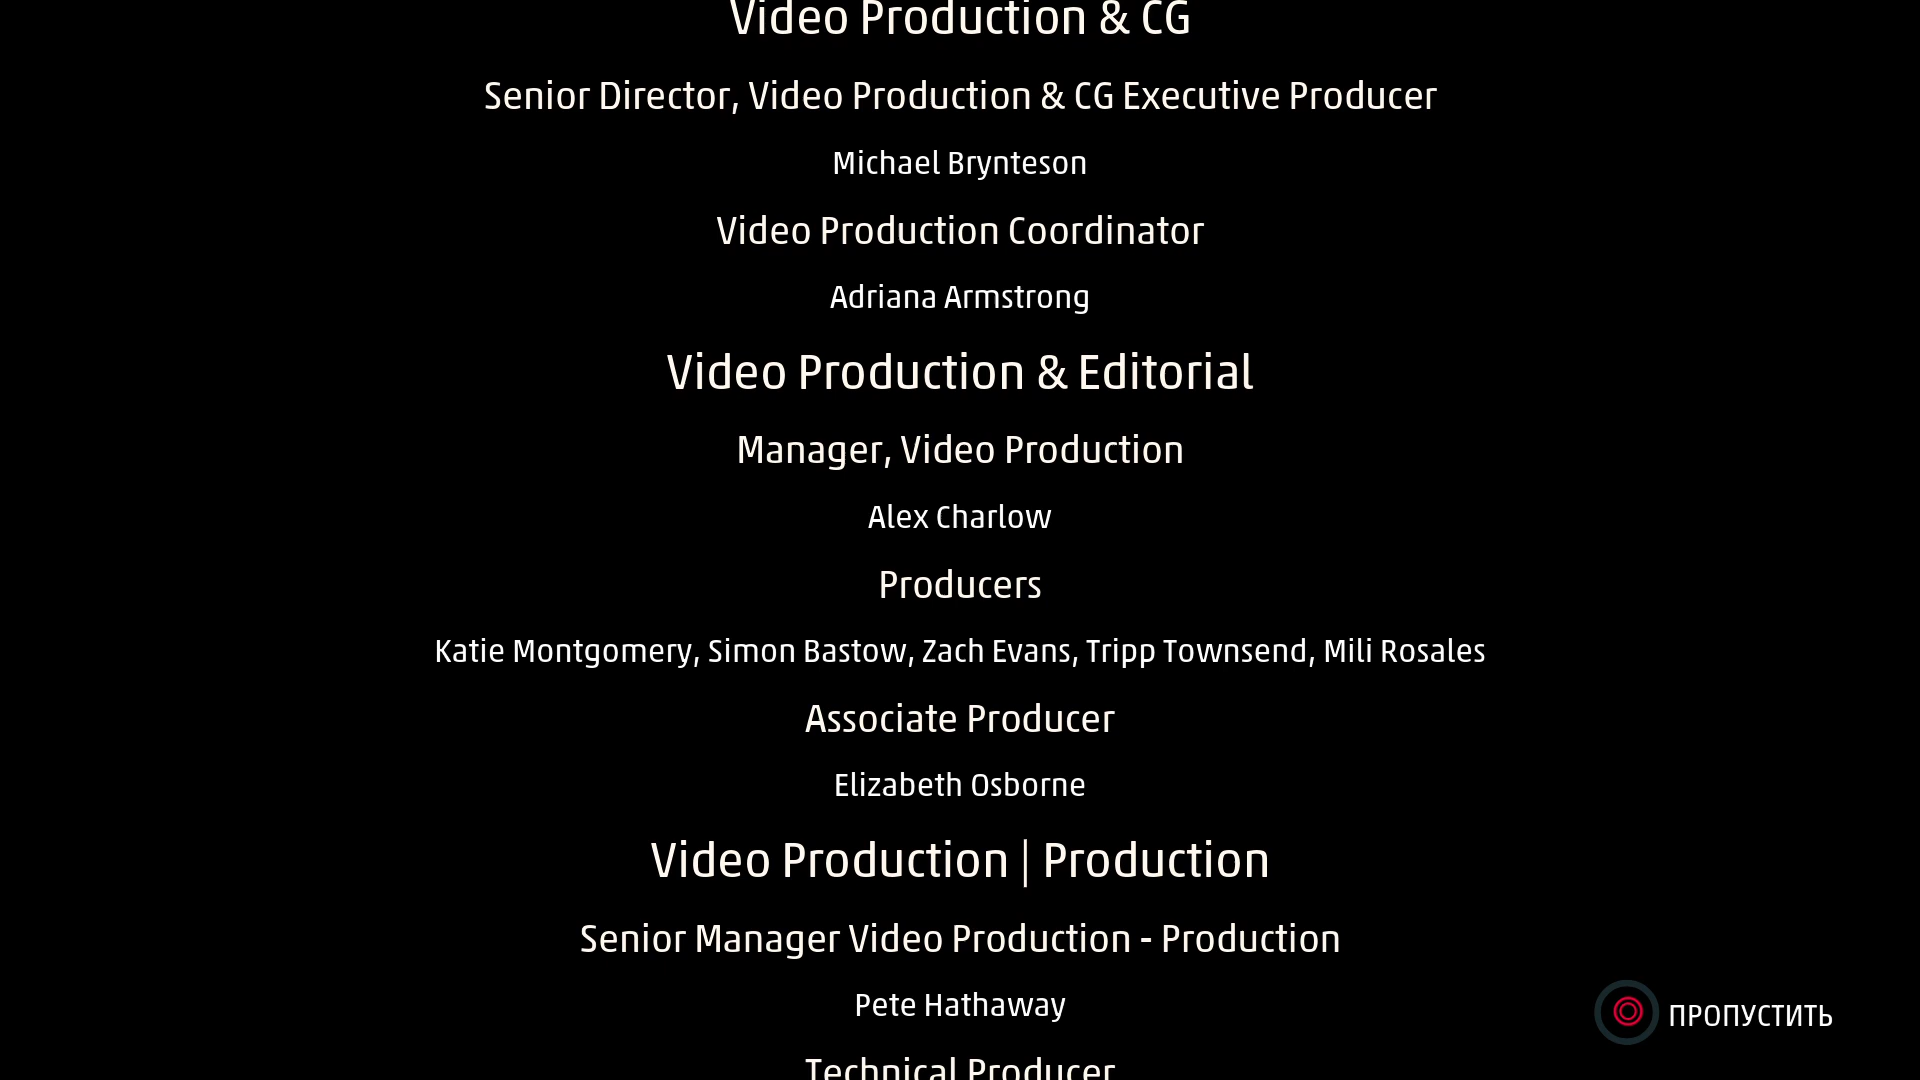 Video Production & CG
Senior Director, Video Production & CG Executive Producer
Michael Brynteson
Video Production Coordinator
Adriana Armstrong
Video Production & Editorial
Manager, Video Production
Alex Charlow
Producers
Katie Montgomery, Simon Bastow, Zach Evans, Tripp Townsend, Mili Rosales
Associate Producer
Elizabeth Osborne
Video Production | Production
Senior Manager Video Production - Production
Pete Hathaway
ПРОПУСТИТЬ
Technical Producer